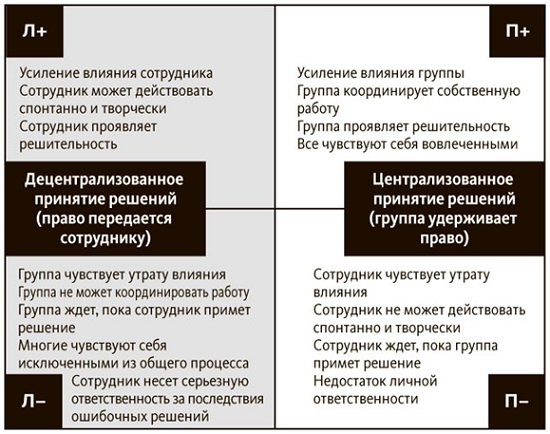 Л+
Усиление влияния сотрудника
Сотрудник может действовать
спонтанно и творчески
Сотрудник проявляет
решительность
П+
Усиление влияния группы
Группа координирует собственную
работу
Группа проявляет решительность
Все чувствуют себя вовлеченными
Децентрализованное
принятие решений
(право передается
сотруднику)
Централизованное
принятие решений
(группа удерживает
право)
Группа чувствует утрату влияния
Группа не может координировать работу
Группа ждет, пока сотрудник примет
решение
Многие чувствуют себя
исключенными из общего процесса
Сотрудник несет серьезную
ответственность за последствия
ошибочных решений
Л–
Сотрудник чувствует утрату
влияния
Сотрудник не может действовать
спонтанно и творчески
Сотрудник ждет, пока группа
примет решение
Недостаток личной
ответственности
П–